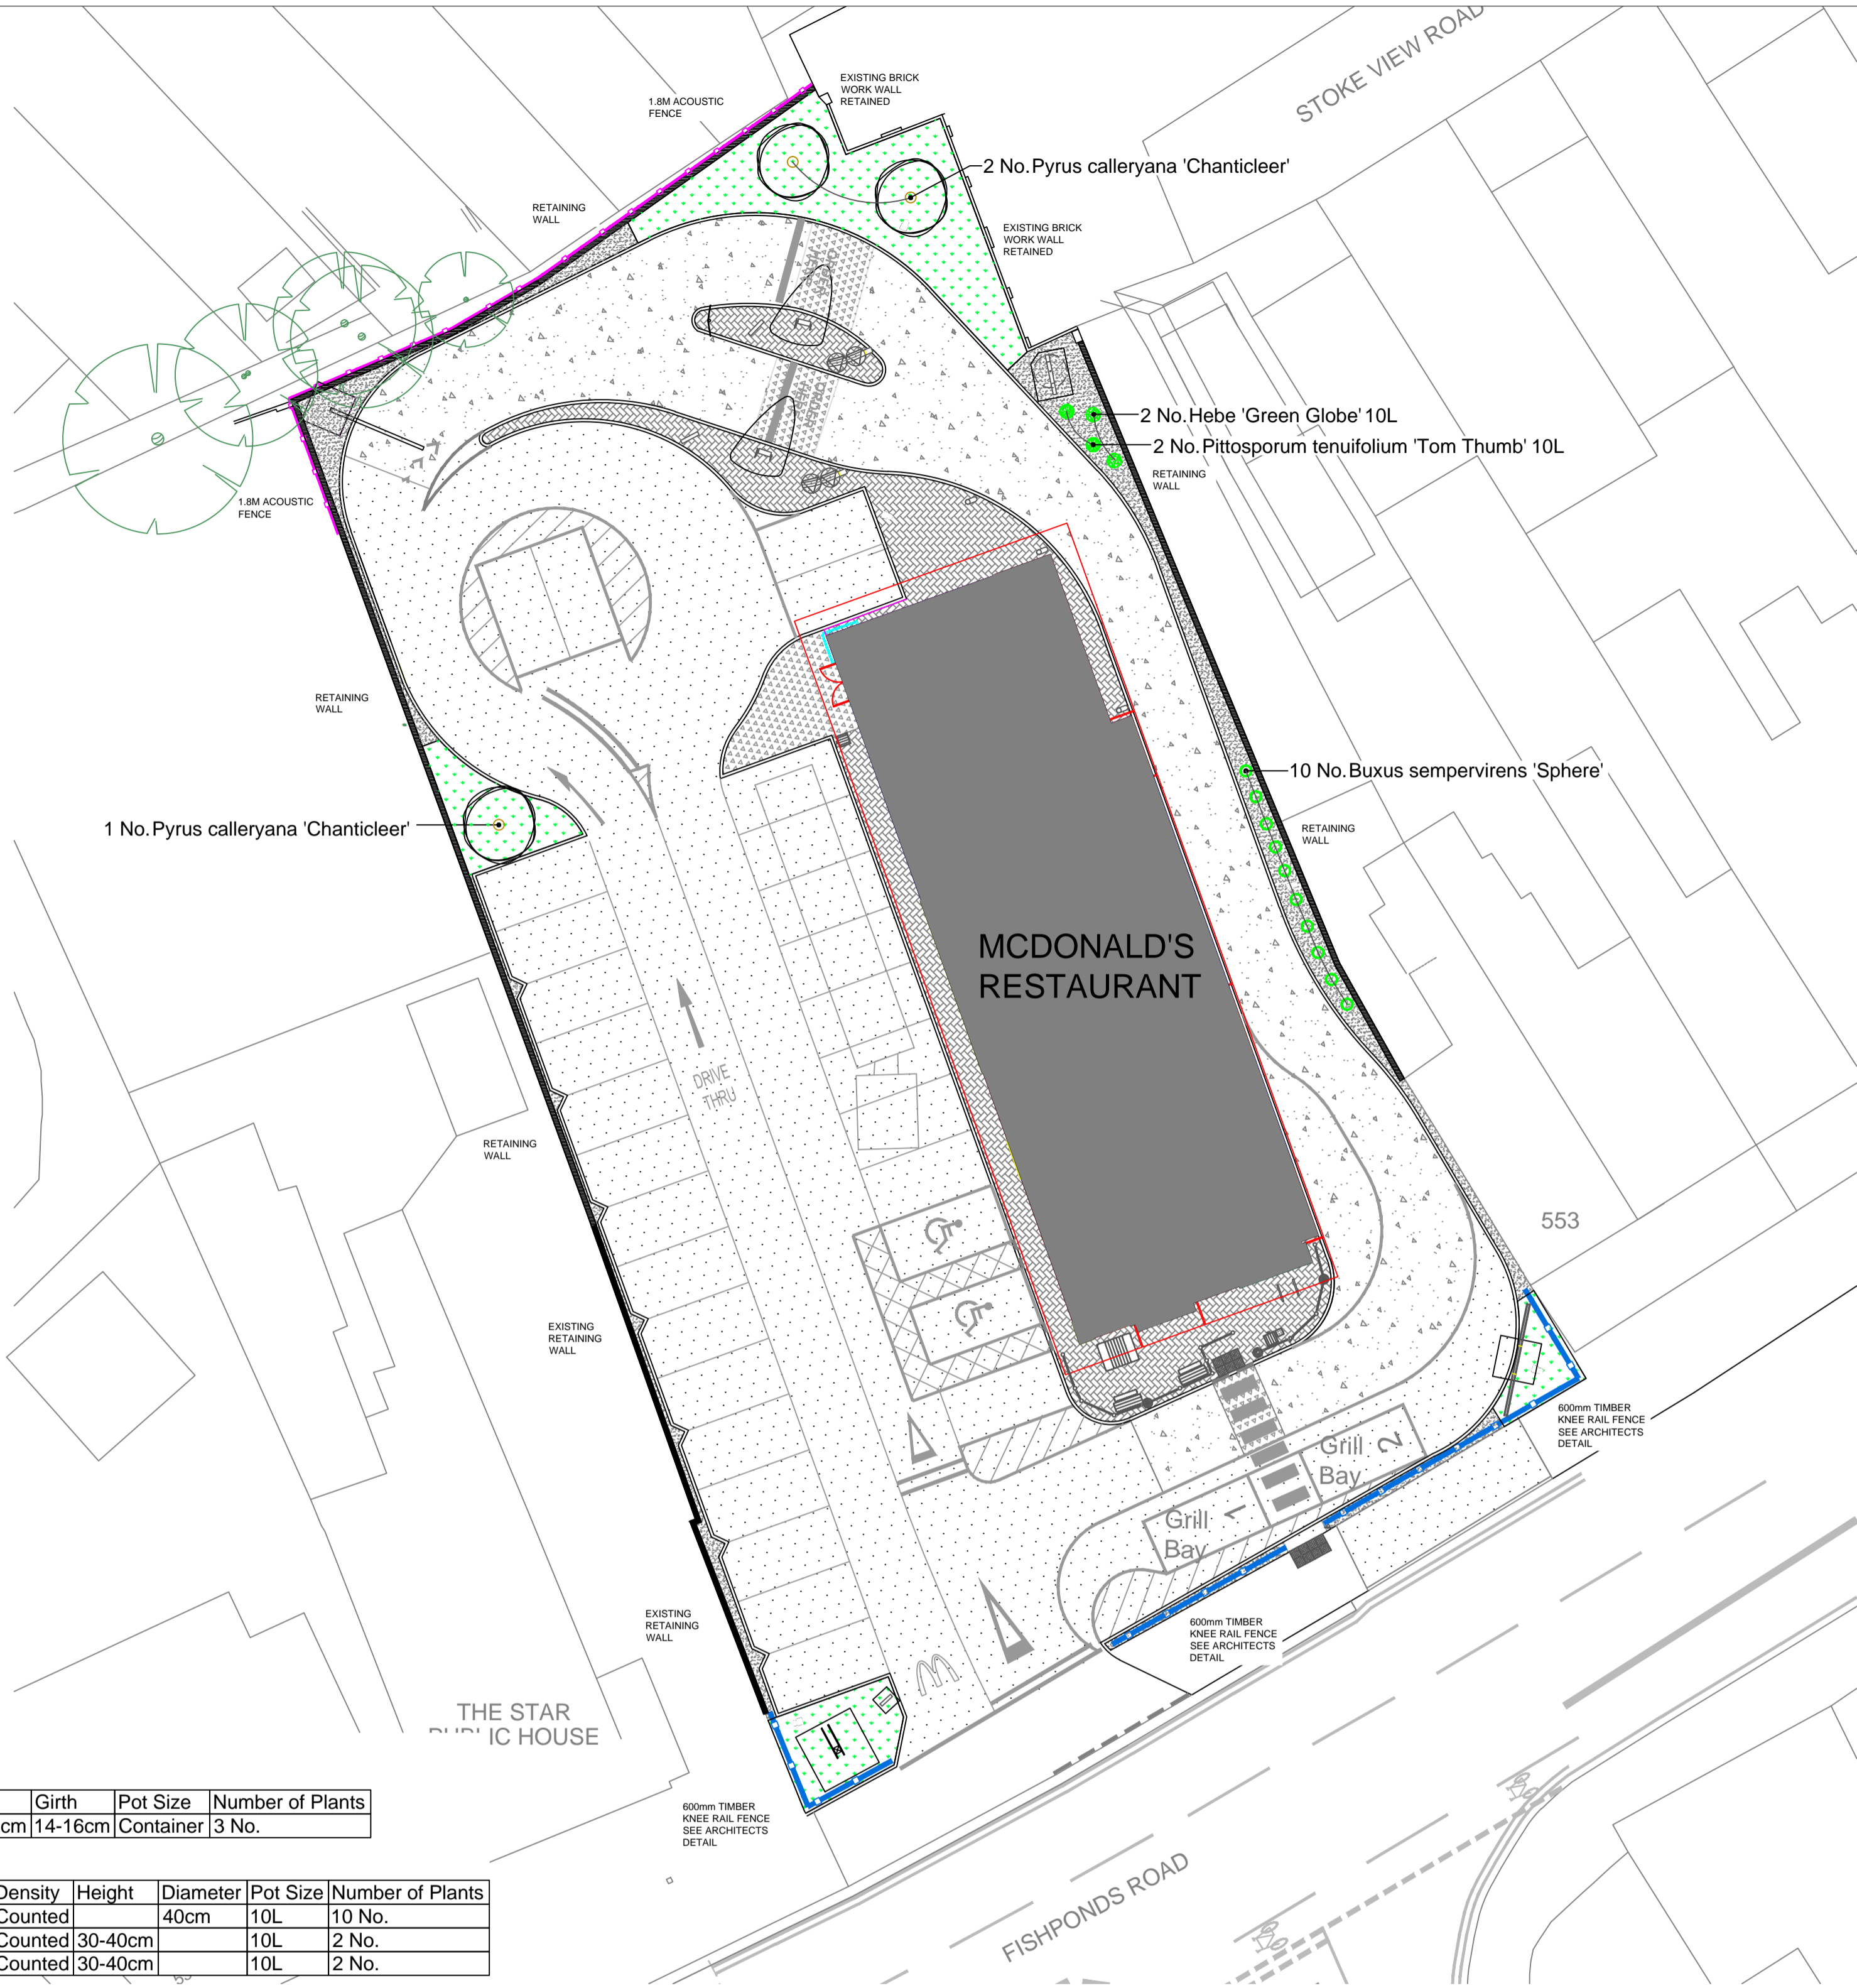 STOKE VIEW ROAD
EXISTING BRICK
WORK WALL
RETAINED
1.8M ACOUSTIC
FENCE
2 No.Pyrus calleryana 'Chanticleer'
RETAINING
WALL
EXISTING BRICK
WORK WALL
RETAINED
2 No.Hebe 'Green Globe' 10L
2 No.Pittosporum tenuifolium 'Tom Thumb' 10L
RETAINING
WALL
1.8M ACOUSTIC
FENCE
RETAINING
WALL
10 No.Buxus sempervirens 'Sphere'
1 No.Pyrus calleryana 'Chanticleer'
RETAINING
WALL
MCDONALD'S
RESTAURANT
DRIVE
THRU
RETAINING
WALL
553
EXISTING
RETAINING
WALL
600mm TIMBER
KNEE RAIL FENCE
SEE ARCHITECTS
DETAIL
Grill
Bay
2
Grill
Bay
1
EXISTING
RETAINING
WALL
600mm TIMBER
KNEE RAIL FENCE
SEE ARCHITECTS
DETAIL
THE STAR
PUBLIC HOUSE
600mm TIMBER
KNEE RAIL FENCE
SEE ARCHITECTS
DETAIL
FISHPONDS ROAD
Girth Pot Size Number of Plants
cm 14-16cm Container 3 No.
Density Height Diameter Pot Size Number of Plants
Counted 40cm 10L 10 No.
Counted 30-40cm 10L 2 No.
Counted 30-40cm 10L 2 No.